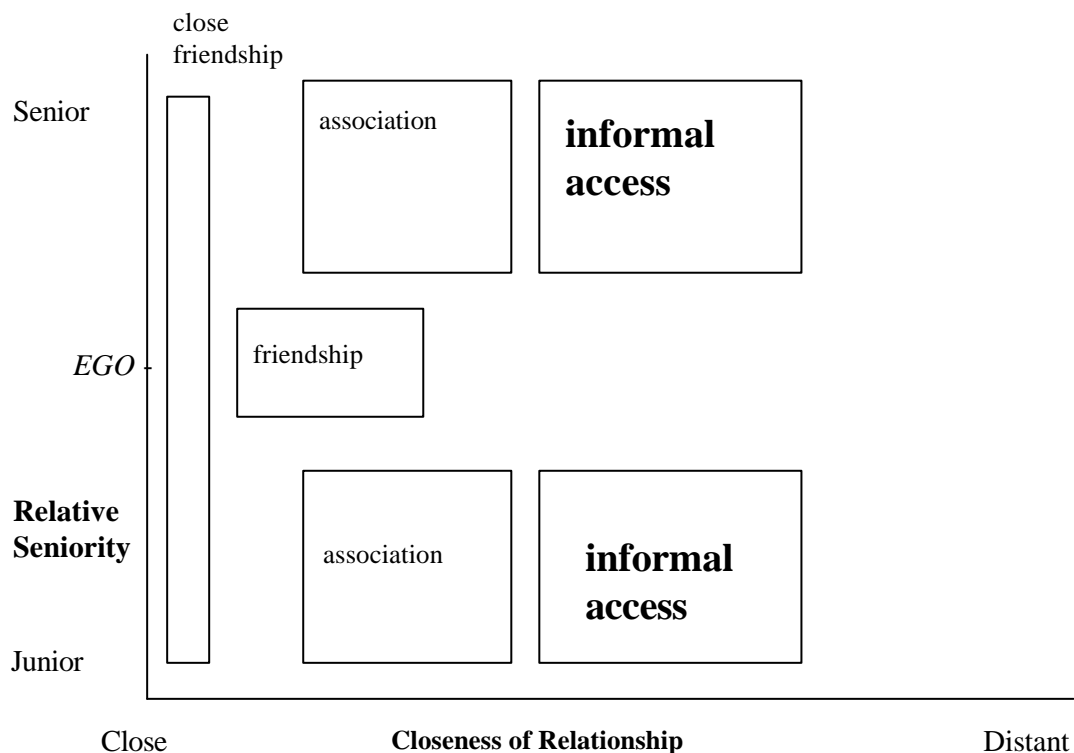 close
friendship
Senior
association
informal
access
EGO
friendship
Relative
Seniority
association
informal
access
Junior
Close
Closeness of Relationship
Distant